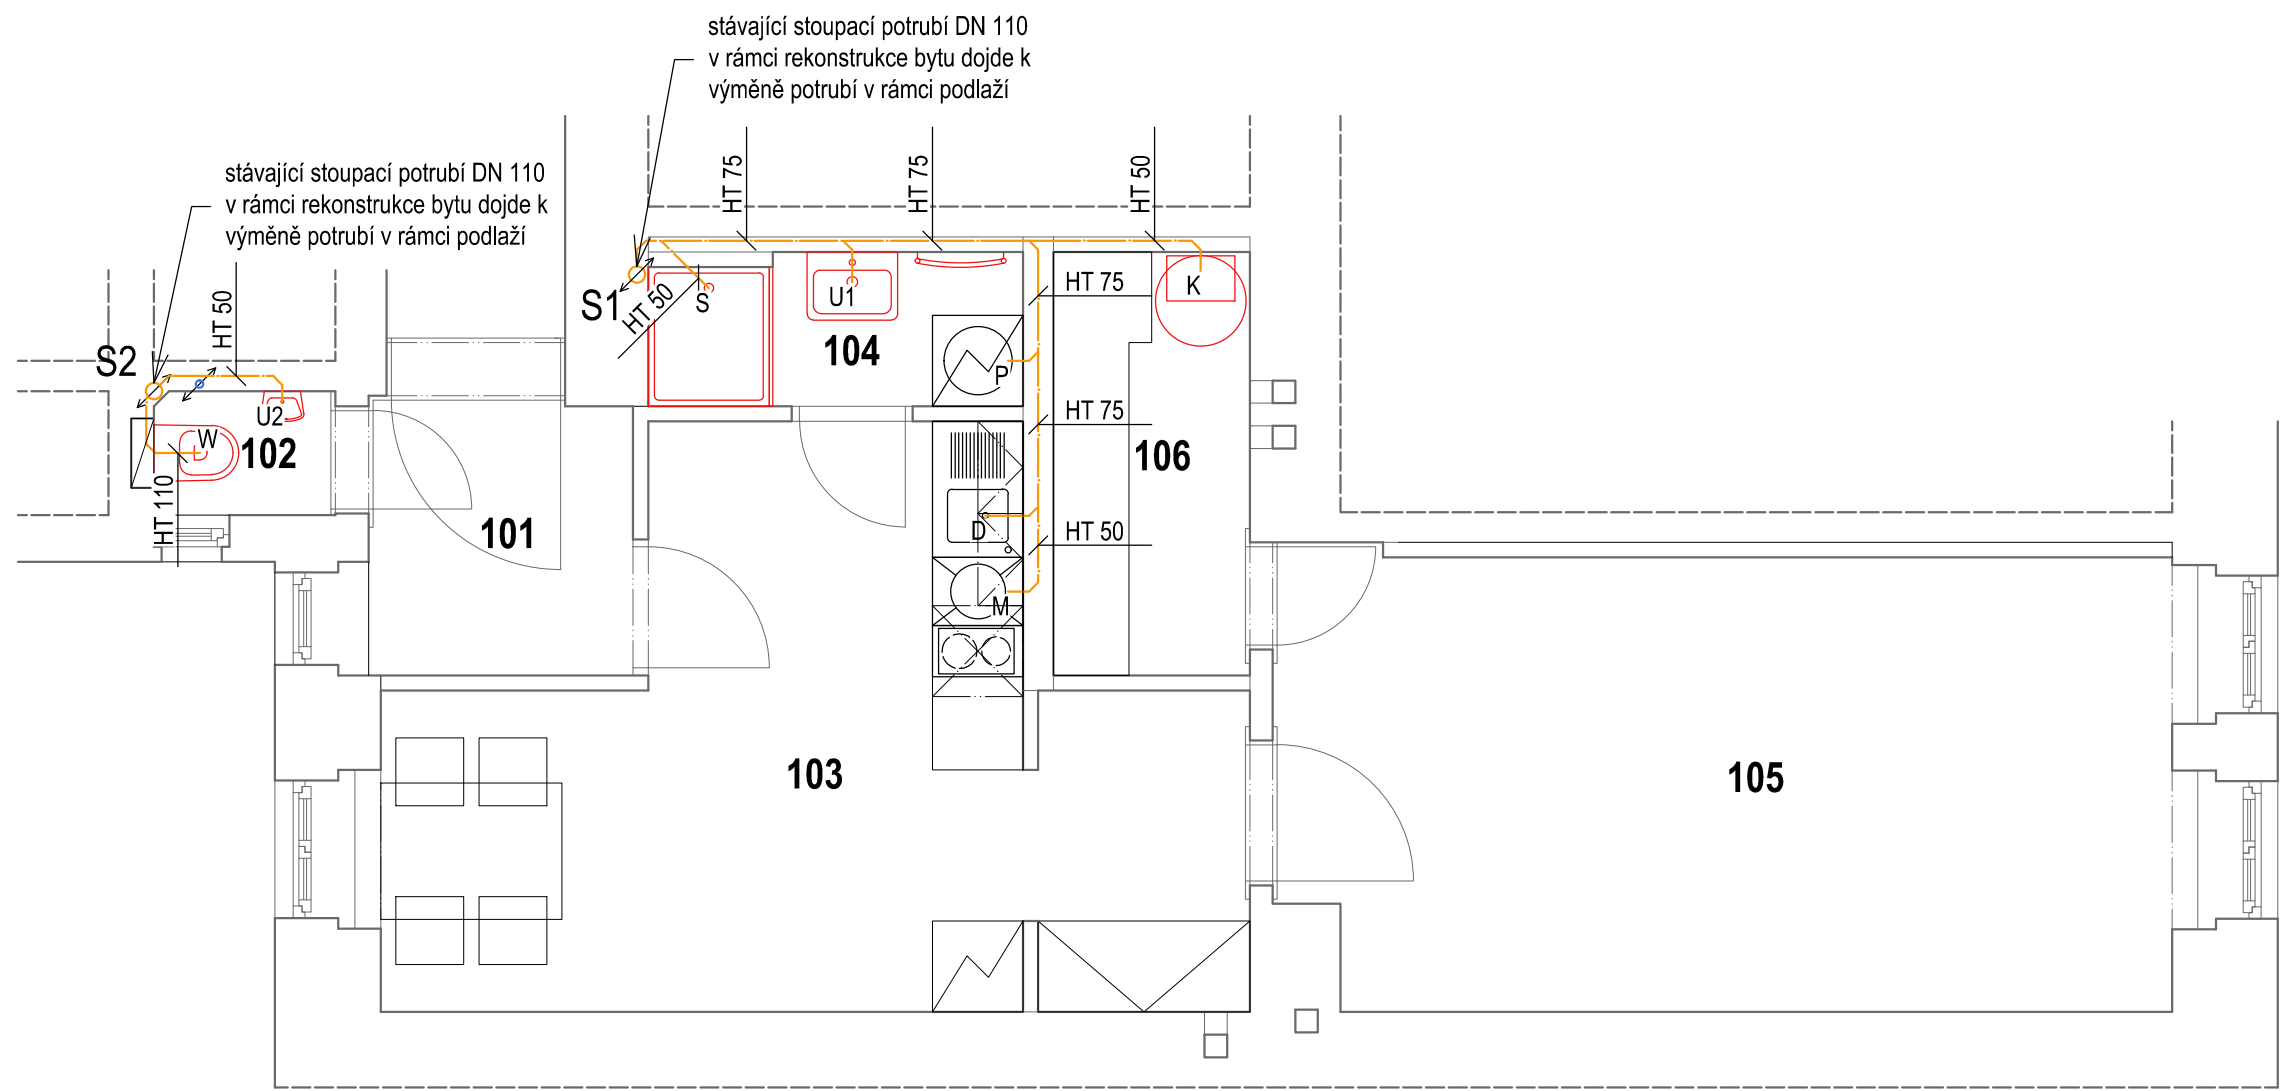 stávající stoupací potrubí DN 110
v rámci rekonstrukce bytu dojde k
výměně potrubí v rámci podlaží
stávající stoupací potrubí DN 110
v rámci rekonstrukce bytu dojde k
výměně potrubí v rámci podlaží
HT 75
HT 75
HT 50
HT 50
S1
HT 50
S
U1
K
HT 75
S2
104
P
U2
W
102
HT 75
106
HT 110
101
D
HT 50
M
103
105